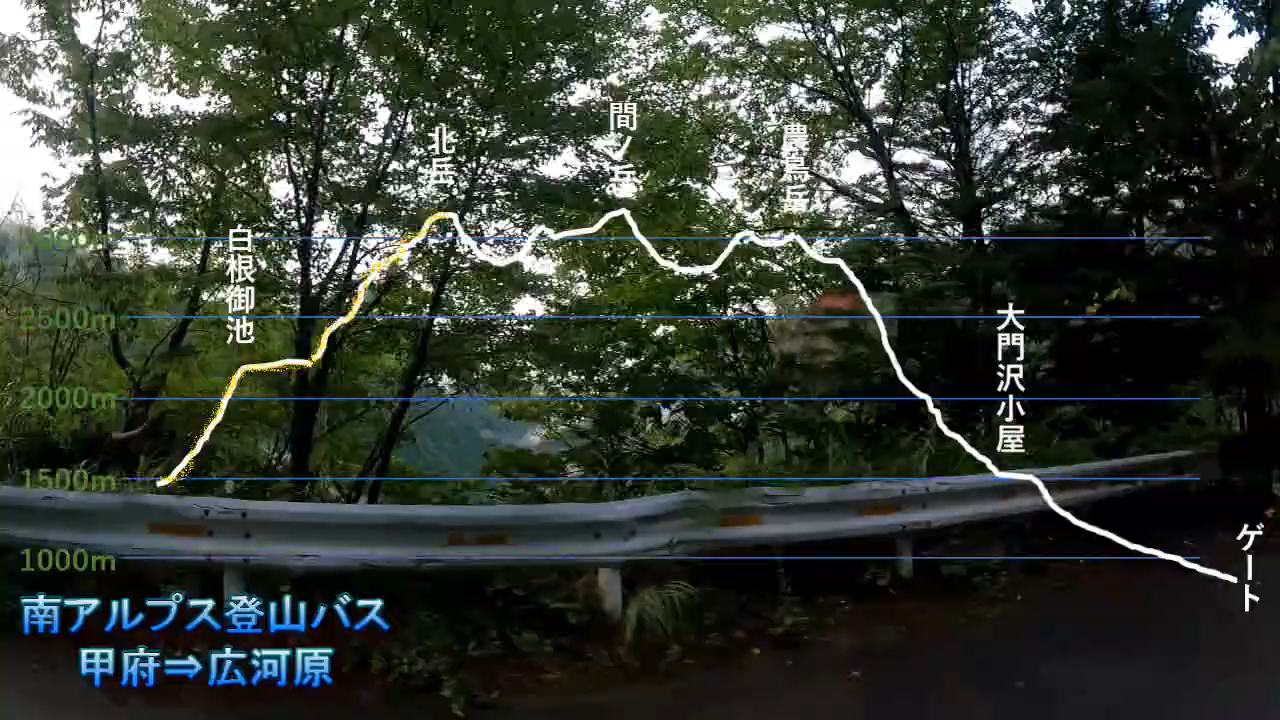 北岳
間ノ岳
農鳥岳
白根御池
大門沢小屋
ゲート
3000m
2500m
2000m
1500m
1000m
南アルプス登山バス
甲府⇒広河原